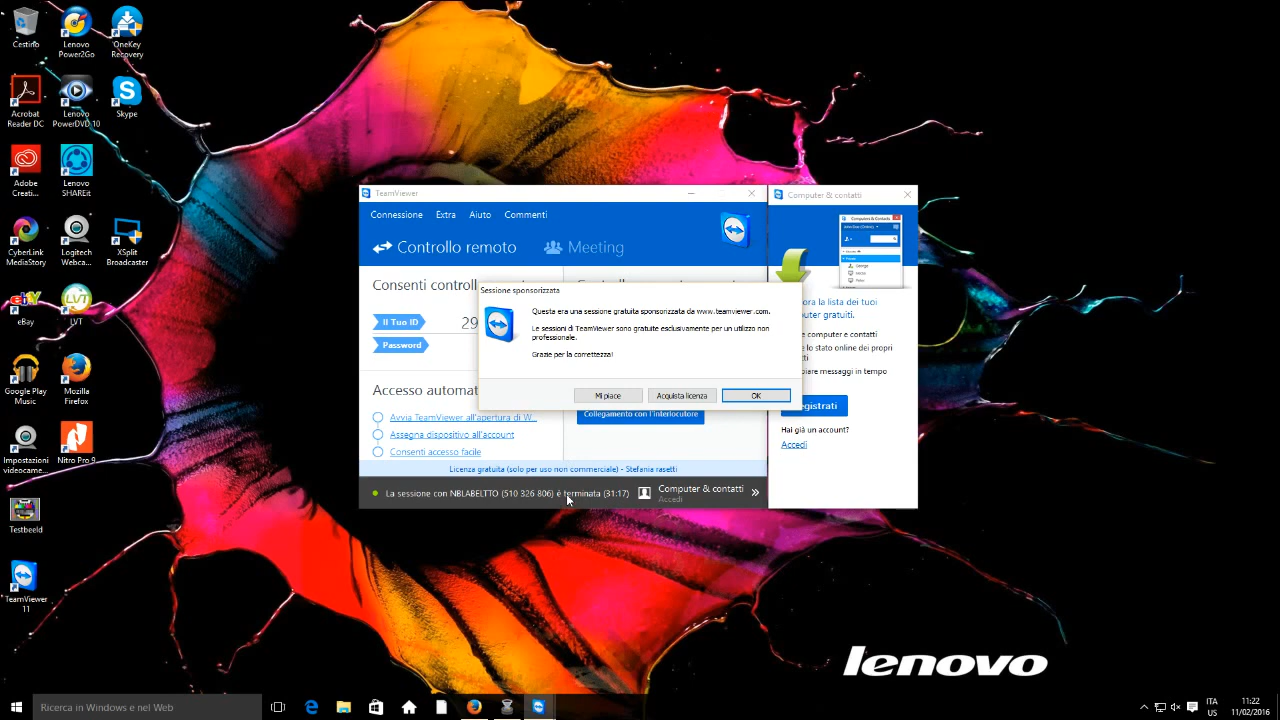 Cestino
Lenovo
Power2Go
OneKey
Recovery
Acrobat
Reader DC
Lenovo
PowerDVD 10
Skype
Adobe
Creati...
Lenovo
SHAREit
CyberLink
MediaStory
Logitech
Webca...
XSplit
Broadcaster
eBay
LVT
LVT
Google Play
Music
Mozilla
Firefox
Impostazioni
videocame...
Nitro Pro 9
Testbeeld
TeamViewer
11
TeamViewer
Connessione Extra Aiuto Commenti
Controllo remoto Meeting
Consenti control
Il Tuo ID 29
Password
Accesso automat
Avvia TeamViewer all'apertura di W...
Assegna dispositivo all'account
Consenti accesso facile
Collegamento con l'interlocutore
Licenza gratuita (solo per uso non commerciale) - Stefania rasetti
La sessione con NBLABELTTO (510 326 806) è terminata (31:17)
Computer & contatti
Accedi
Sessione sponsorizzata
Questa era una sessione gratuita sponsorizzata da www.teamviewer.com.
Le sessioni di TeamViewer sono gratuite esclusivamente per un utilizzo non
professionale.
Grazie per la correttezza!
Mi piace Acquista licenza OK
Computer & contatti
Computers & Contacts
ora la lista dei tuoi
puter gratuiti.
e computer e contatti
lo stato online dei propri
tti
iare messaggi in tempo
egistrati
Hai già un account?
Accedi
lenovo
Ricerca in Windows e nel Web
ITA
US
11:22
11/02/2016